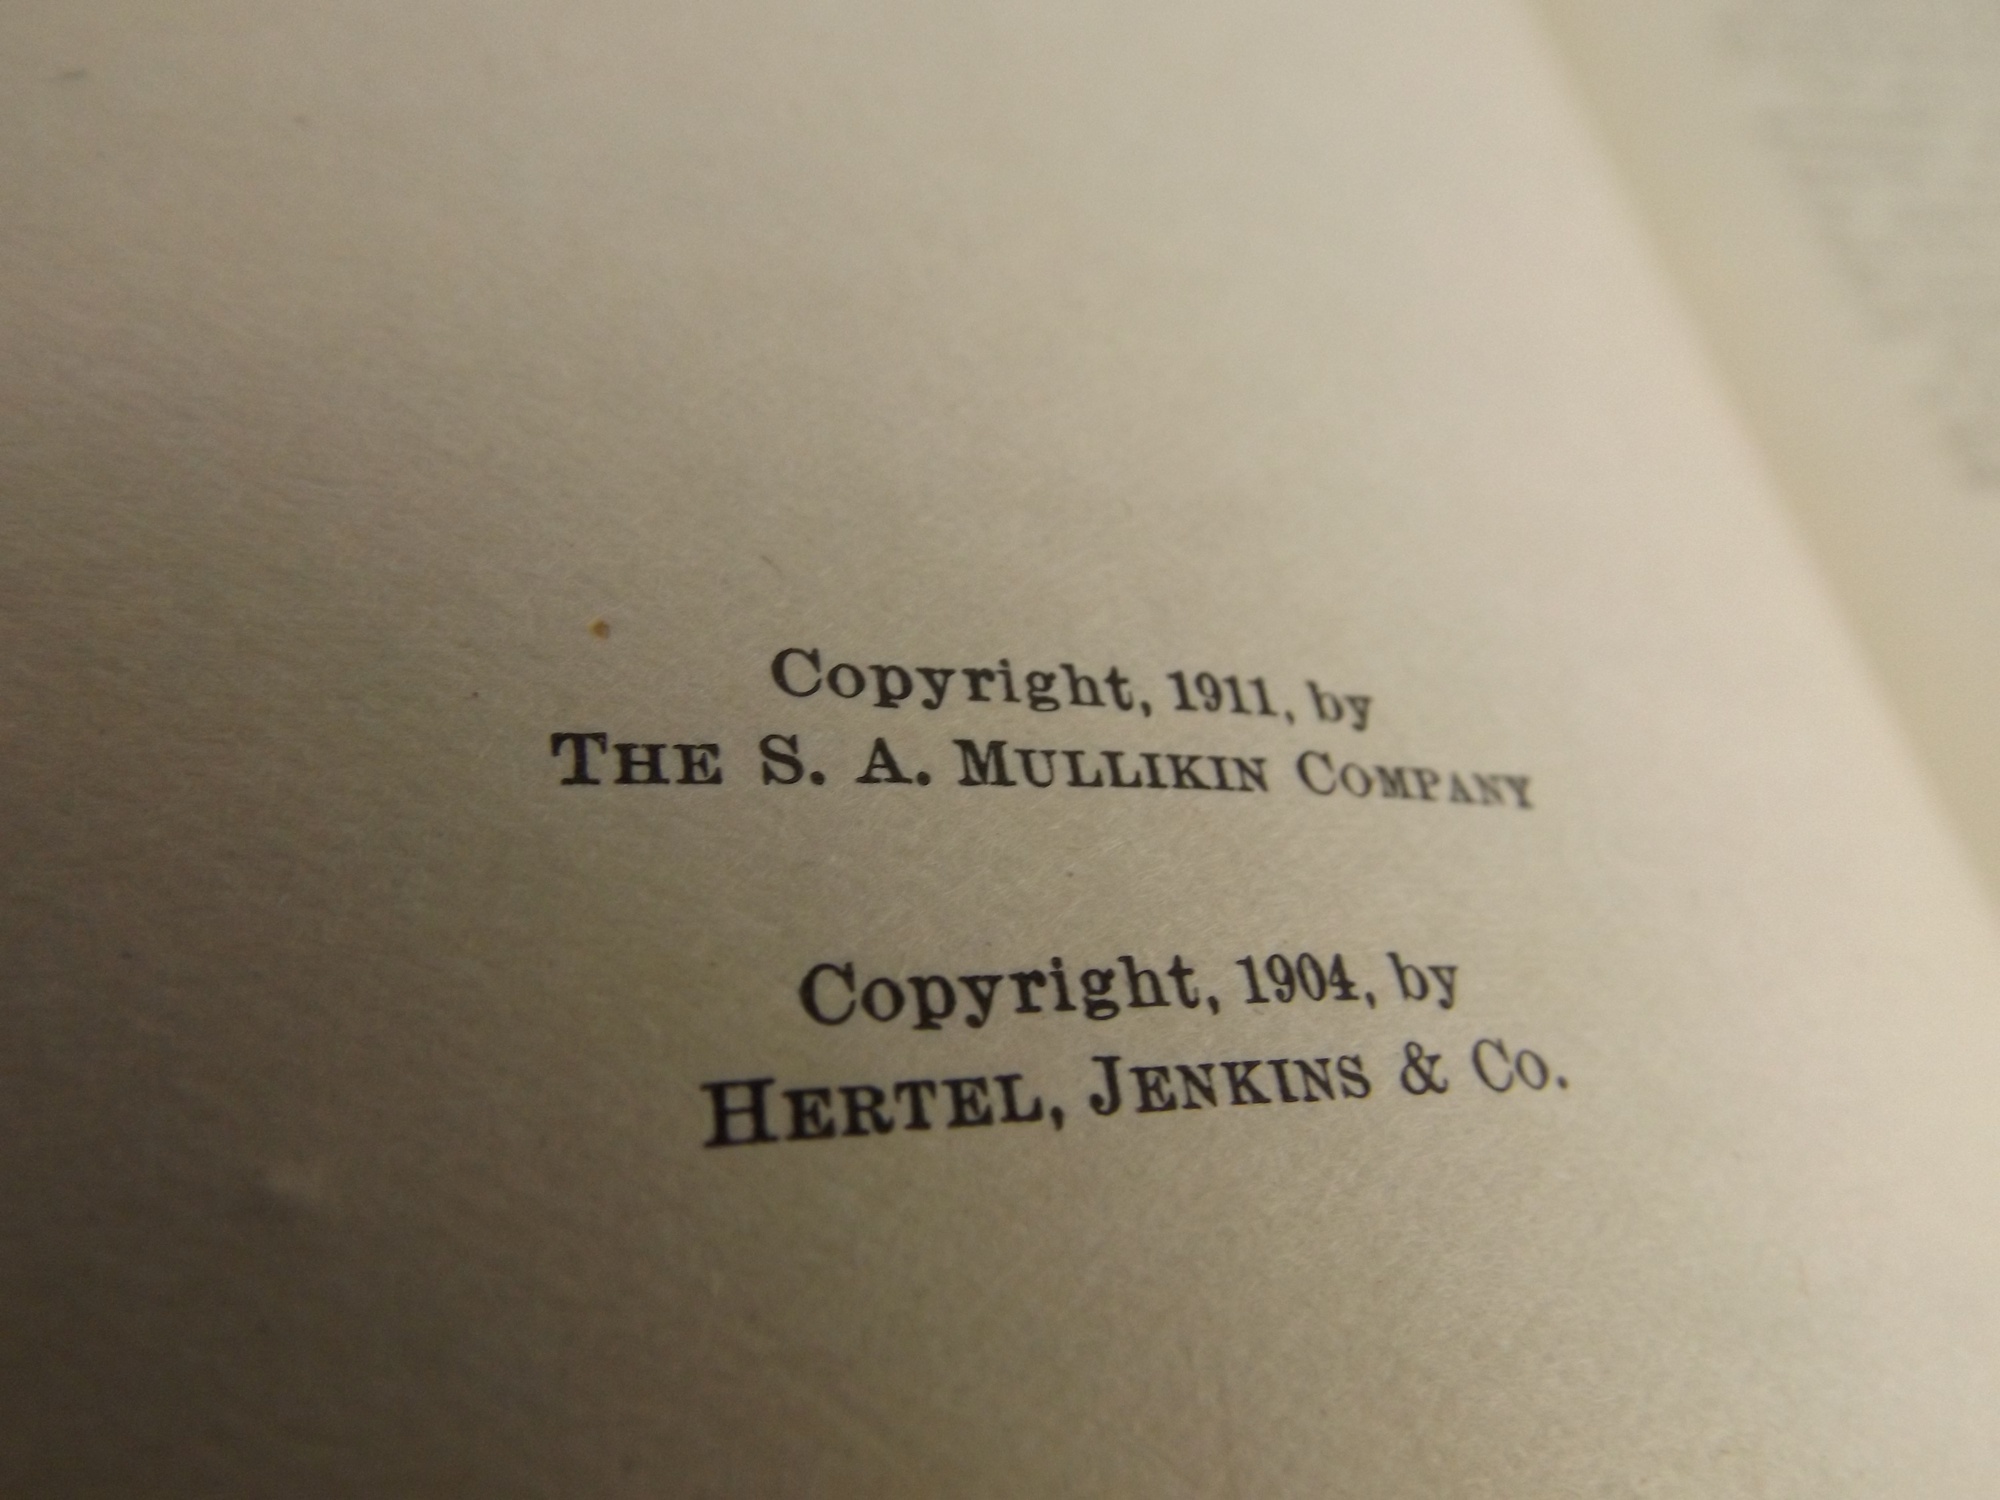 Copyright, 1911, by
THE S. A. MULLIKIN COMPANY
Copyright, 1904, by
HERTEL, JENKINS & Co.